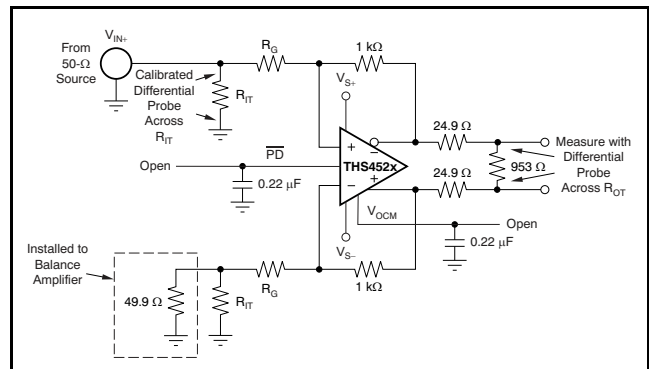 V_IN+
From
50-Ω
Source
Calibrated
Differential
Probe
Across
R_IT
R_IT
R_G
1 kΩ
V_S+
24.9 Ω
Measure with
Differential
Probe
Across R_OT
953 Ω
PD
Open
0.22 µF
+
−
THS452x
−
+
24.9 Ω
V_OCM
Open
0.22 µF
V_S−
Installed to
Balance
Amplifier
49.9 Ω
R_IT
R_G
1 kΩ